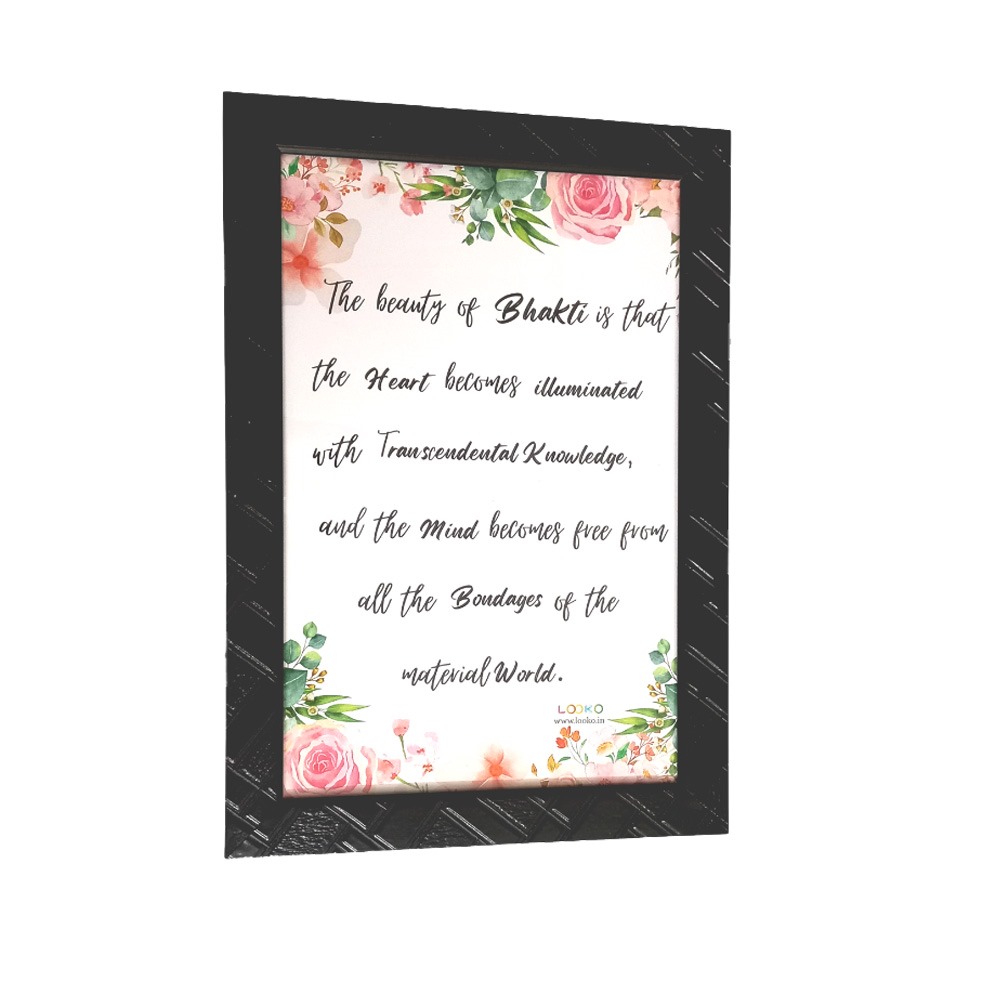 The beauty of Bhakti is that
the Heart becomes illuminated
with Transcendental Knowledge,
and the Mind becomes free from
all the Bondages of the
material World.
LOOKO
www.looko.in